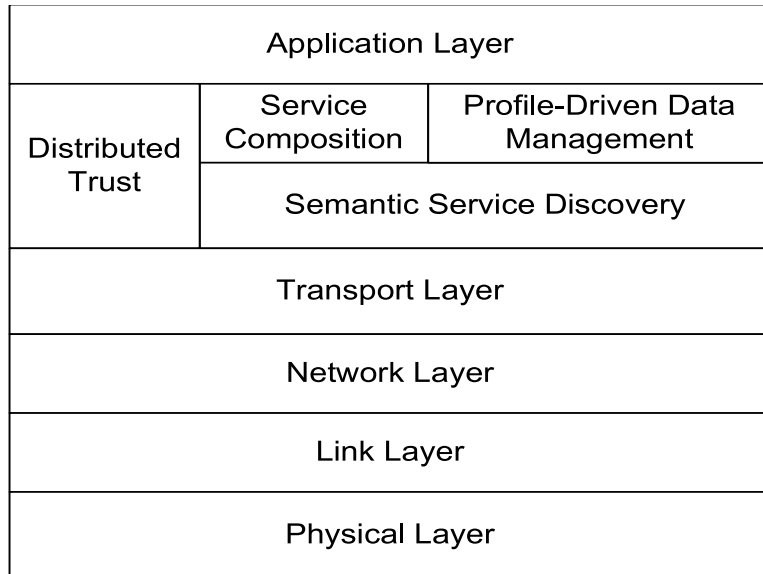 Application Layer
Distributed
Trust
Service
Composition
Profile-Driven Data
Management
Semantic Service Discovery
Transport Layer
Network Layer
Link Layer
Physical Layer